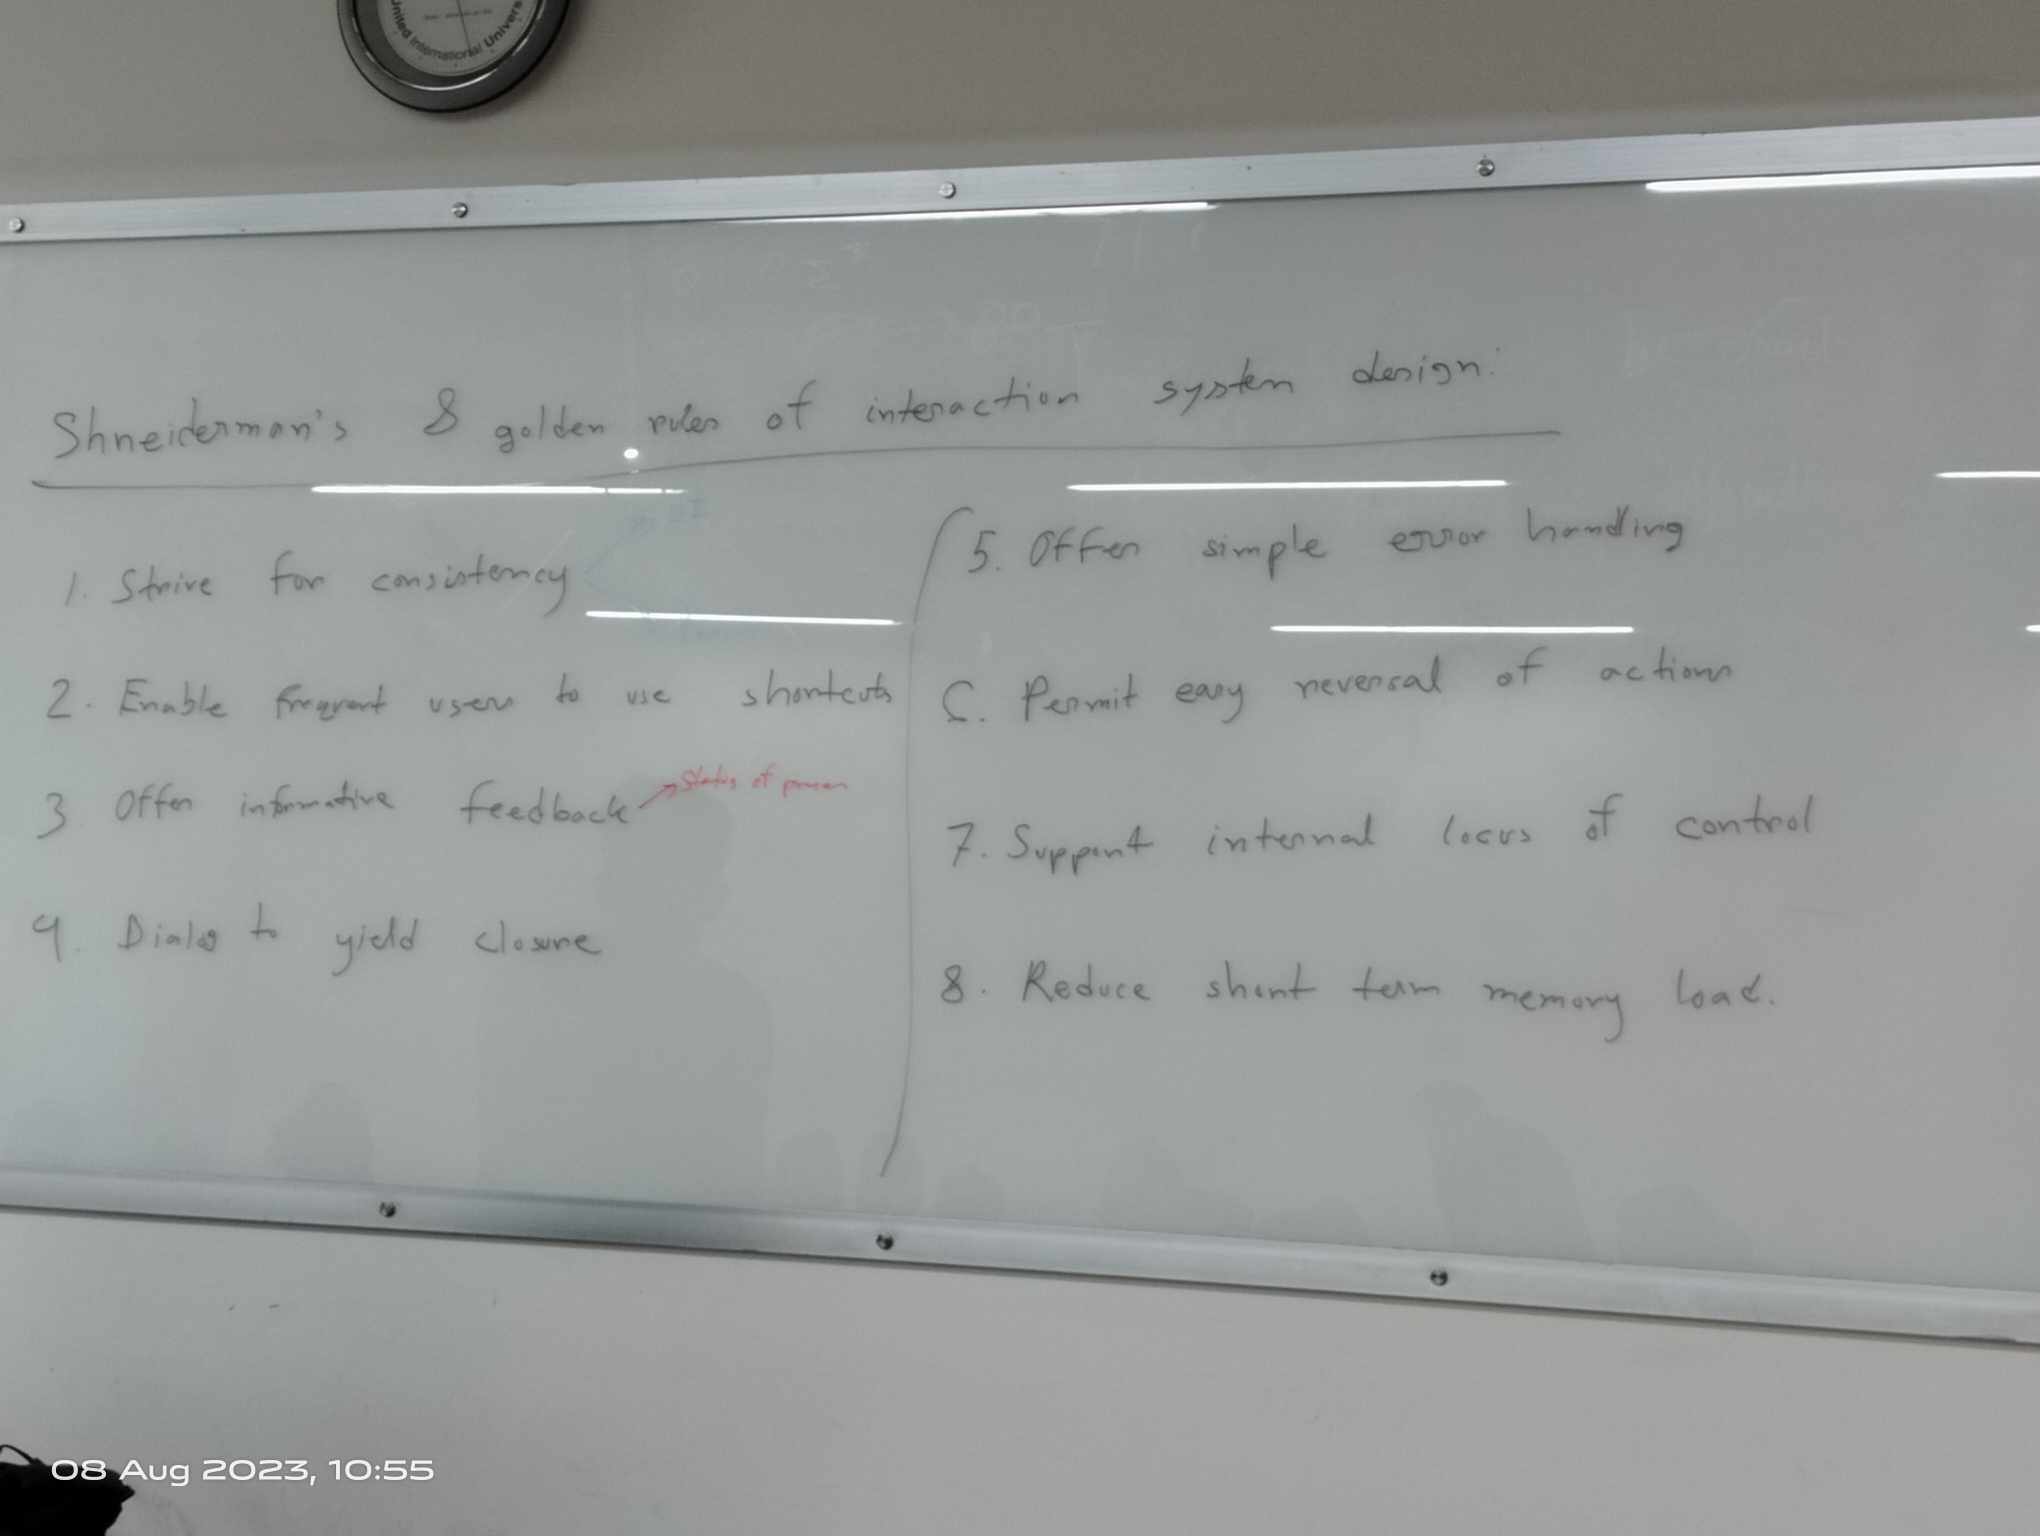 United International Univers
Shneiderman's 8 golden rules of interaction system design:
1. Strive for consistency
2. Enable frequent users to use shortcuts
3 Offer informative feedback → Status of
4. Dialog to yield closure
5. Offer simple error handling
6. Permit easy reversal of actions
7. Support internal locus of control
8. Reduce short term memory load.
08 Aug 2023, 10:55